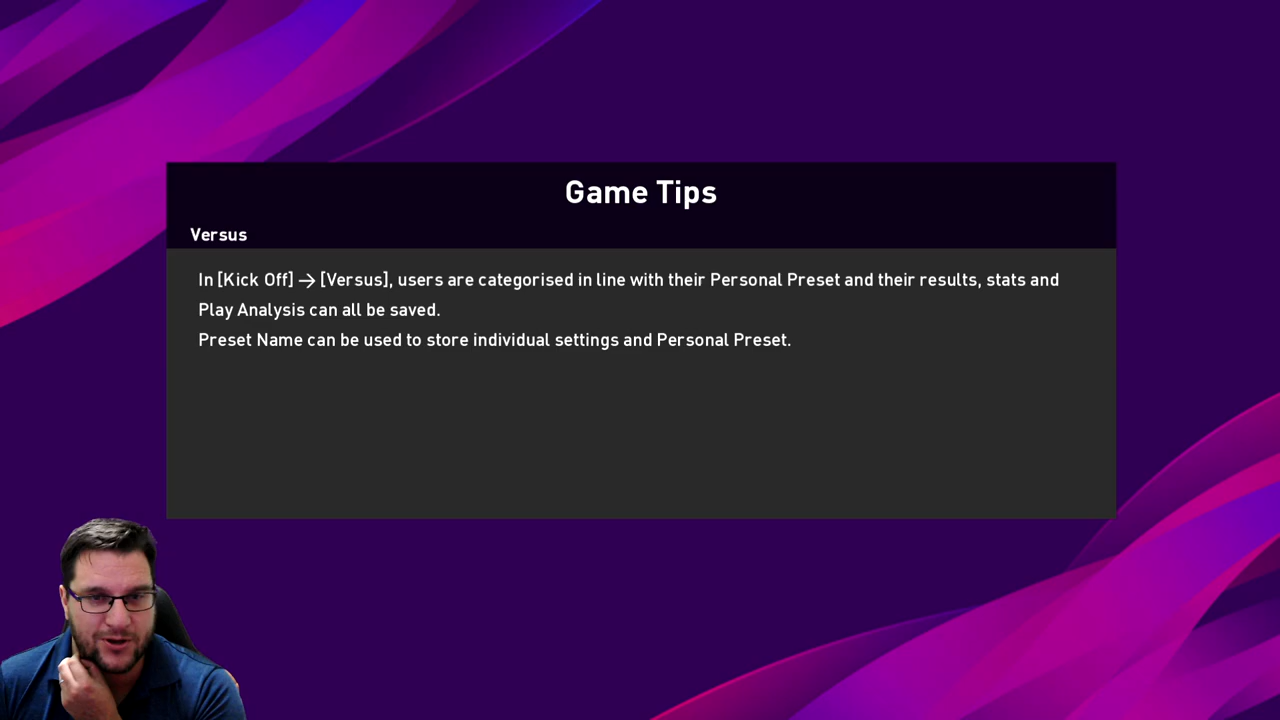 Game Tips
Versus
In [Kick Off] → [Versus], users are categorised in line with their Personal Preset and their results, stats and
Play Analysis can all be saved.
Preset Name can be used to store individual settings and Personal Preset.